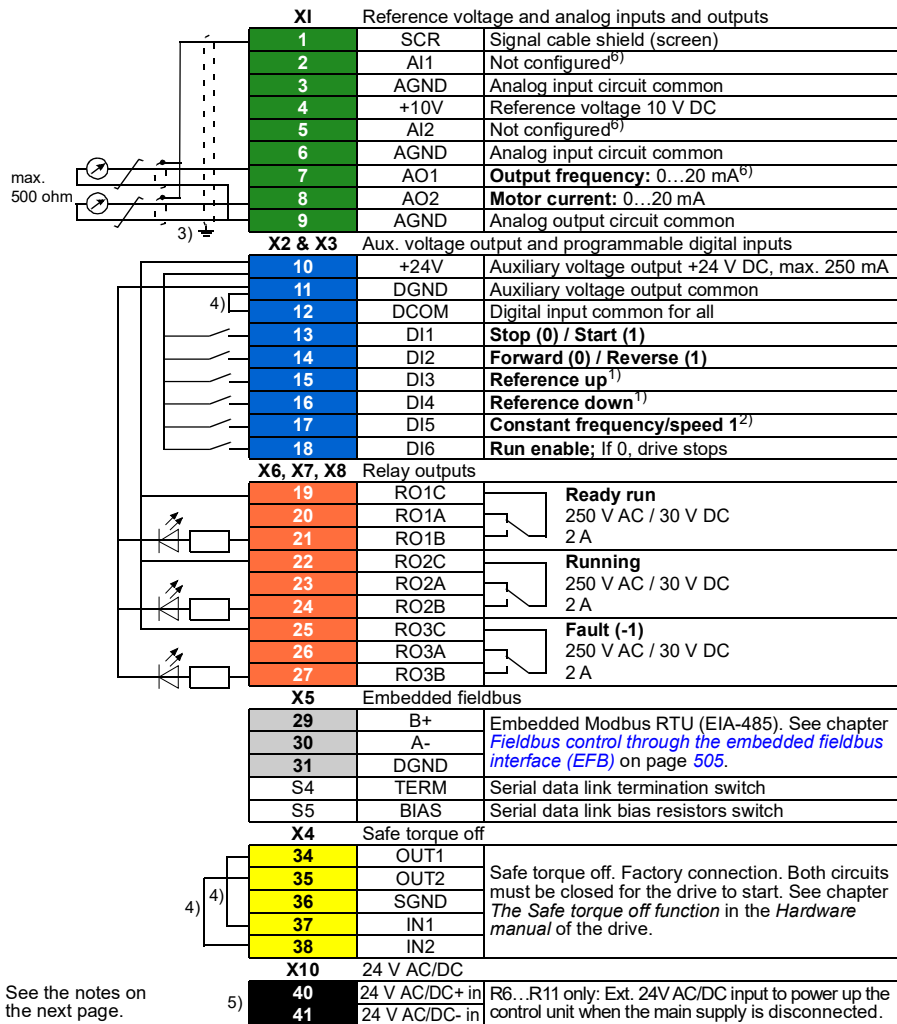 XI Reference voltage and analog inputs and outputs
1 SCR Signal cable shield (screen)
2 AI1 Not configured6)
3 AGND Analog input circuit common
4 +10V Reference voltage 10 V DC
5 AI2 Not configured6)
6 AGND Analog input circuit common
7 AO1 Output frequency: 0…20 mA6)
max.
500 ohm
8 AO2 Motor current: 0…20 mA
9 AGND Analog output circuit common
3)
X2 & X3 Aux. voltage output and programmable digital inputs
10 +24V Auxiliary voltage output +24 V DC, max. 250 mA
11 DGND Auxiliary voltage output common
4)
12 DCOM Digital input common for all
13 DI1 Stop (0) / Start (1)
14 DI2 Forward (0) / Reverse (1)
15 DI3 Reference up1)
16 DI4 Reference down1)
17 DI5 Constant frequency/speed 12)
18 DI6 Run enable; If 0, drive stops
X6, X7, X8 Relay outputs
19 RO1C Ready run
20 RO1A 250 V AC / 30 V DC
21 RO1B 2 A
22 RO2C Running
23 RO2A 250 V AC / 30 V DC
24 RO2B 2 A
25 RO3C Fault (-1)
26 RO3A 250 V AC / 30 V DC
27 RO3B 2 A
X5 Embedded fieldbus
29 B+ Embedded Modbus RTU (EIA-485). See chapter
30 A- Fieldbus control through the embedded fieldbus
31 DGND interface (EFB) on page 505.
S4 TERM Serial data link termination switch
S5 BIAS Serial data link bias resistors switch
X4 Safe torque off
34 OUT1
35 OUT2 Safe torque off. Factory connection. Both circuits
36 SGND must be closed for the drive to start. See chapter
4) 4) 37 IN1 The Safe torque off function in the Hardware
38 IN2 manual of the drive.
X10 24 V AC/DC
See the notes on
the next page.
5)
40 24 V AC/DC+ in R6…R11 only: Ext. 24V AC/DC input to power up the
41 24 V AC/DC- in control unit when the main supply is disconnected.